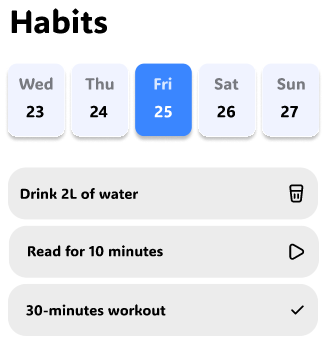 Habits
Wed Thu Fri Sat Sun
23 24 25 26 27
Drink 2L of water
Read for 10 minutes
30-minutes workout